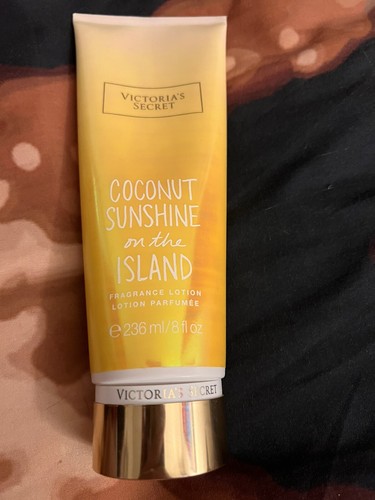 VICTORIA'S
SECRET
COCONUT
SUNSHINE
on the
ISLAND
FRAGRANCE LOTION
LOTION PARFUMÉE
℮ 236 ml/8 fl oz
VICTORIA'S SECRET